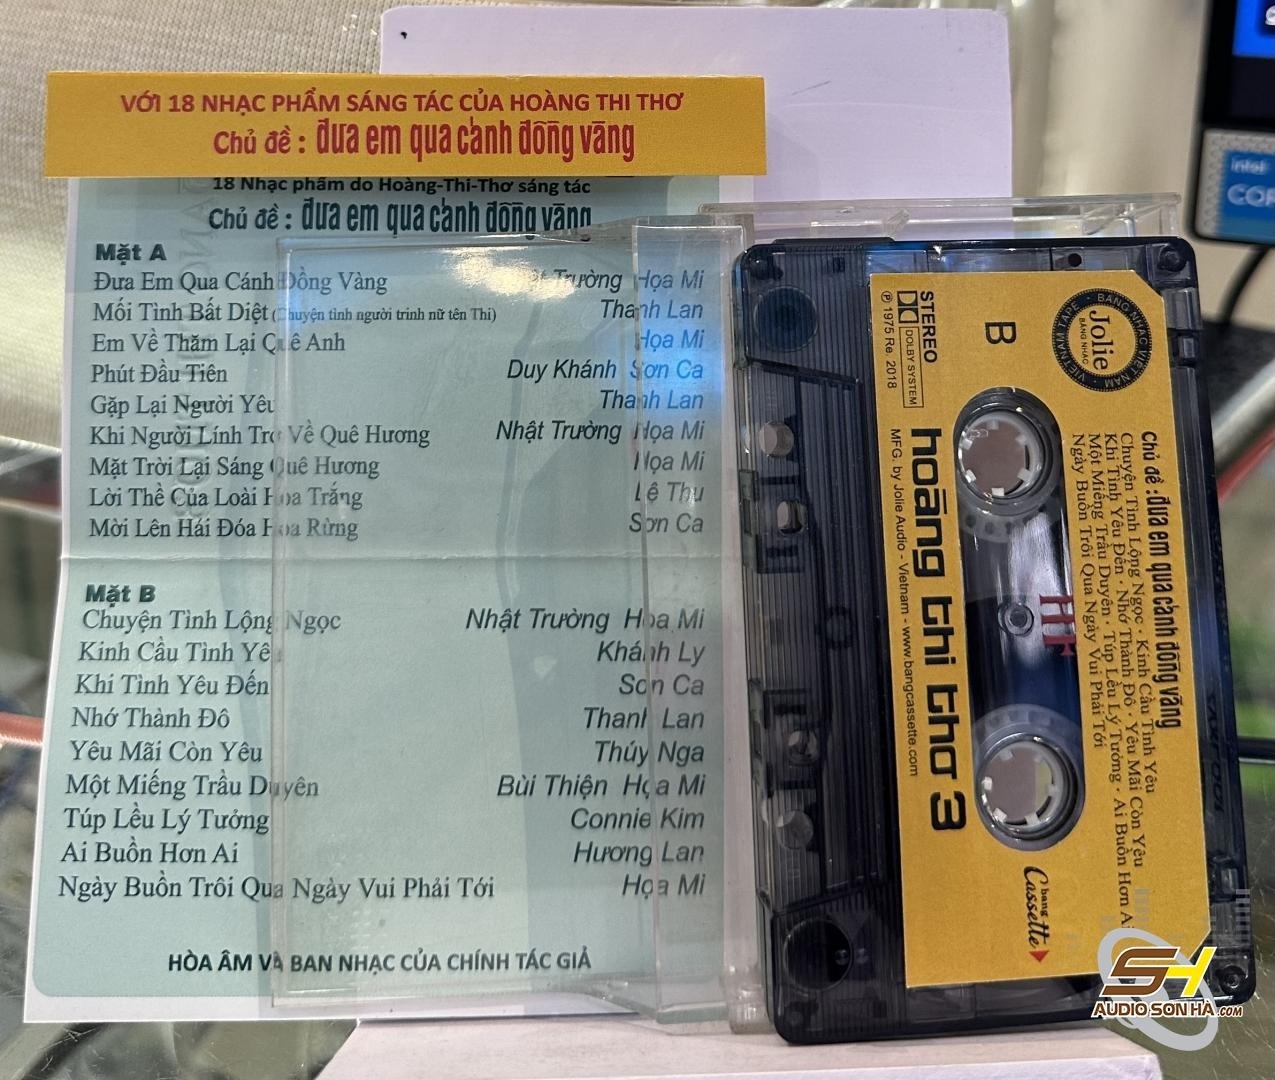 VỚI 18 NHẠC PHẨM SÁNG TÁC CỦA HOÀNG THI THƠ
Chủ đề : đưa em qua cánh đồng vàng
18 Nhạc phẩm do Hoàng-Thi-Thơ sáng tác
Chủ đề : đưa em qua cánh đồng vàng
Mặt A
Đưa Em Qua Cánh Đồng Vàng Trường Họa Mi
Mối Tình Bất Diệt (Chuyện tình người trinh nữ tên Thi) Thanh Lan
Em Về Thăm Lại Quê Anh Họa Mi
Phút Đầu Tiên Duy Khánh Sơn Ca
Gặp Lại Người Yêu Thanh Lan
Khi Người Lính Trở Về Quê Hương Nhật Trường Họa Mi
Mặt Trời Lại Sáng Quê Hương Họa Mi
Lời Thề Của Loài Hoa Trắng Lệ Thu
Mời Lên Hái Đóa Hoa Rừng Sơn Ca
Mặt B
Chuyện Tình Lộng Ngọc Nhật Trường Họa Mi
Kinh Cầu Tình Yêu Khánh Ly
Khi Tình Yêu Đến Sơn Ca
Nhớ Thành Đô Thanh Lan
Yêu Mãi Còn Yêu Thúy Nga
Một Miếng Trầu Duyên Bùi Thiện Họa Mi
Túp Lều Lý Tưởng Connie Kim
Ai Buồn Hơn Ai Hương Lan
Ngày Buồn Trôi Qua Ngày Vui Phải Tới Họa Mi
HÒA ÂM VÀ BAN NHẠC CỦA CHÍNH TÁC GIẢ
BĂNG NHẠC VIỆT NAM • VIETNAM TAPE •
Jolie
BĂNG NHẠC
B
STEREO
DOLBY SYSTEM
℗ 1975 Re. 2018
Chủ đề : đưa em qua cánh đồng vàng
Chuyện Tình Lộng Ngọc · Kinh Cầu Tình Yêu
Khi Tình Yêu Đến · Nhớ Thành Đô · Yêu Mãi Còn Yêu
Một Miếng Trầu Duyên · Túp Lều Lý Tưởng · Ai Buồn Hơn
Ngày Buồn Trôi Qua Ngày Vui Phải Tới
HF
hoàng thi thơ 3
MFG. by Jolie Audio - Vietnam - www.bangcassette.com
bang
Cassette
intel
SH
AUDIO SON HÀ.COM